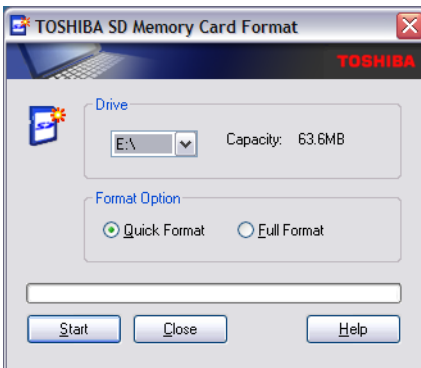 TOSHIBA SD Memory Card Format
TOSHIBA
Drive
E:\ Capacity: 63.6MB
Format Option
Quick Format Full Format
Start Close Help